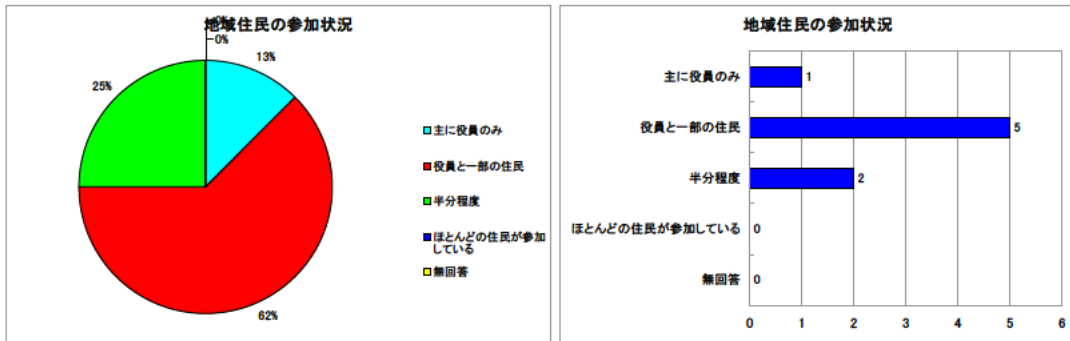 地域住民の参加状況
0%
0%
13%
25%
62%
主に役員のみ
役員と一部の住民
半分程度
ほとんどの住民が参加
している
無回答
地域住民の参加状況
主に役員のみ
1
役員と一部の住民
5
半分程度
2
ほとんどの住民が参加している
0
無回答
0
0 1 2 3 4 5 6